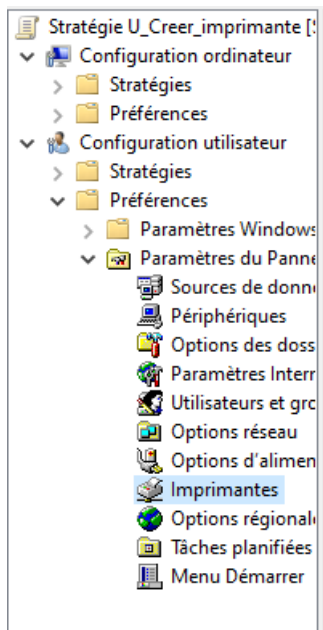 Stratégie U_Creer_imprimante [
Configuration ordinateur
Stratégies
Préférences
Configuration utilisateur
Stratégies
Préférences
Paramètres Windows
Paramètres du Panne
Sources de donn
Périphériques
Options des doss
Paramètres Interr
Utilisateurs et gro
Options réseau
Options d'alimen
Imprimantes
Options régional
Tâches planifiées
Menu Démarrer